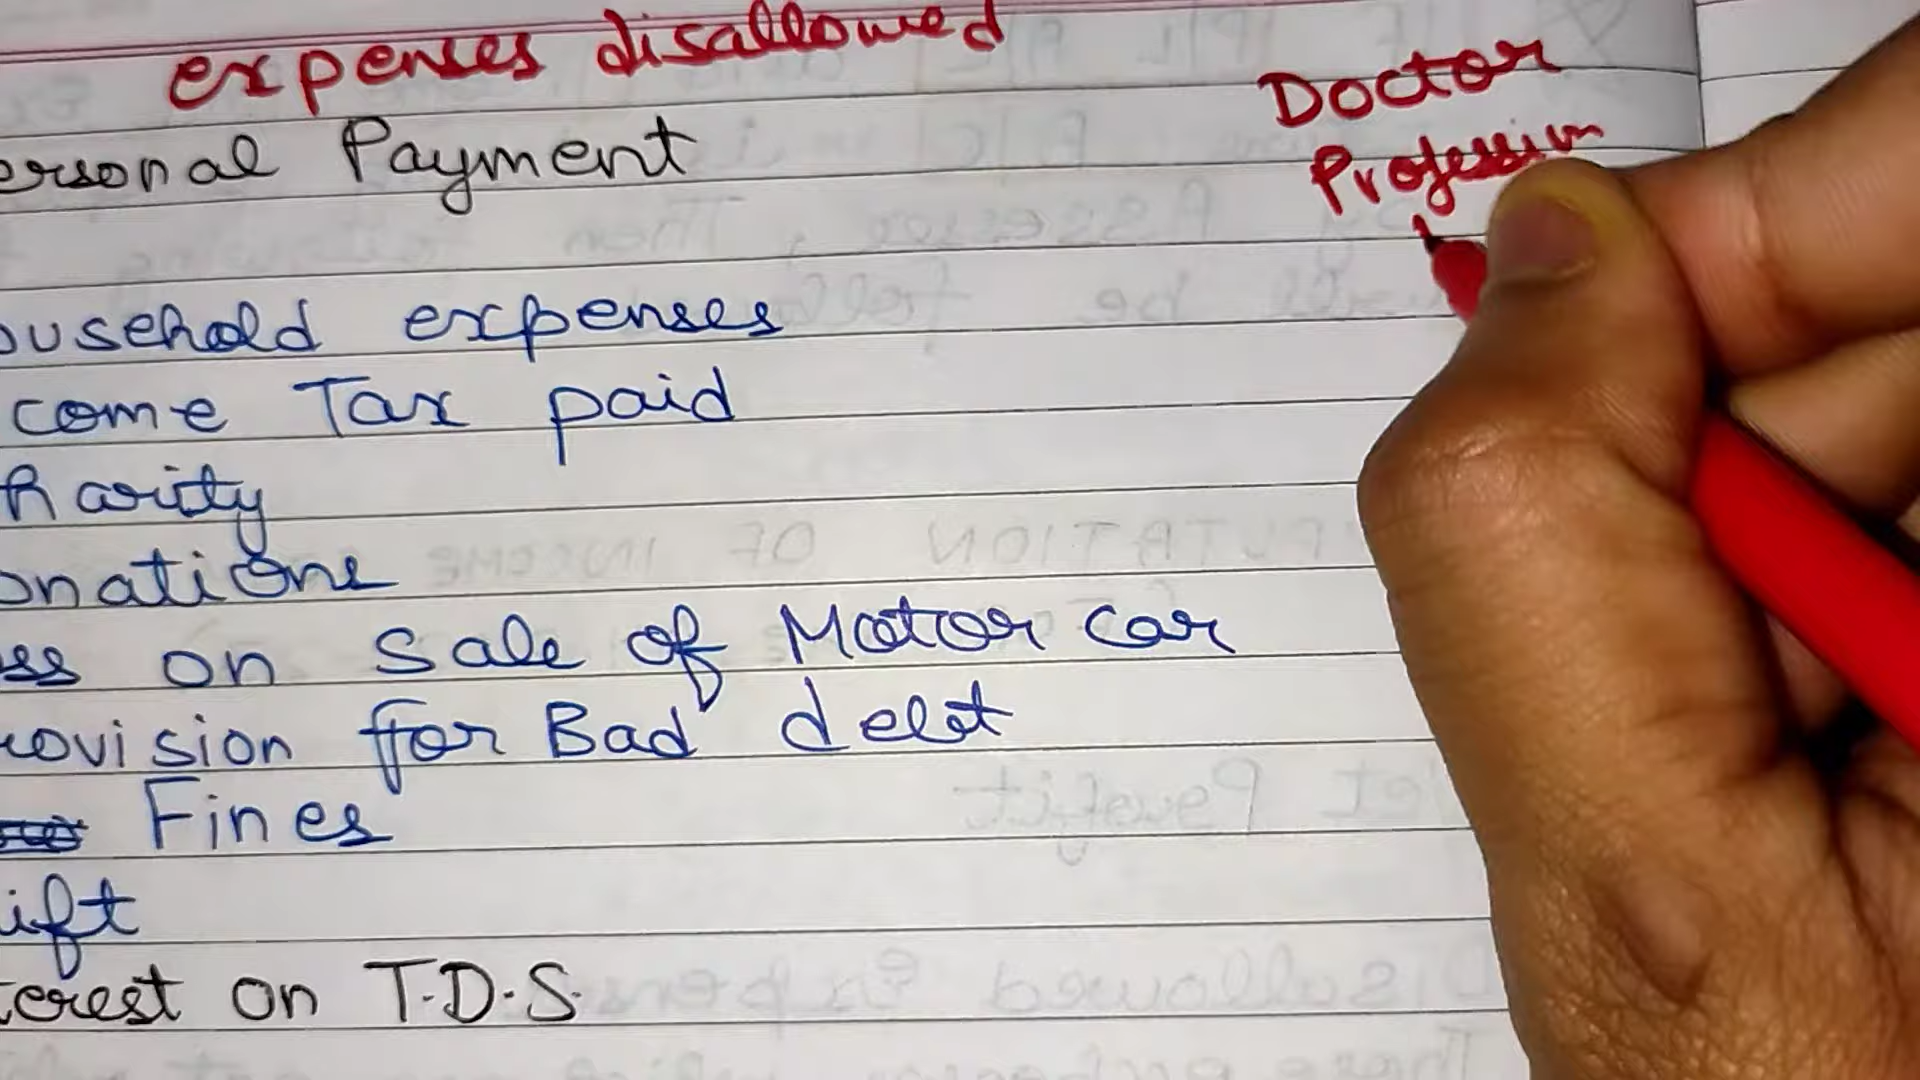 expenses disallowed
Doctor
Profession
ersonal Payment
ousehold expenses
come Tax paid
harity
onations
ss on Sale of Motor car
rovision for Bad debt
Fines
ift
terest on T.D.S.